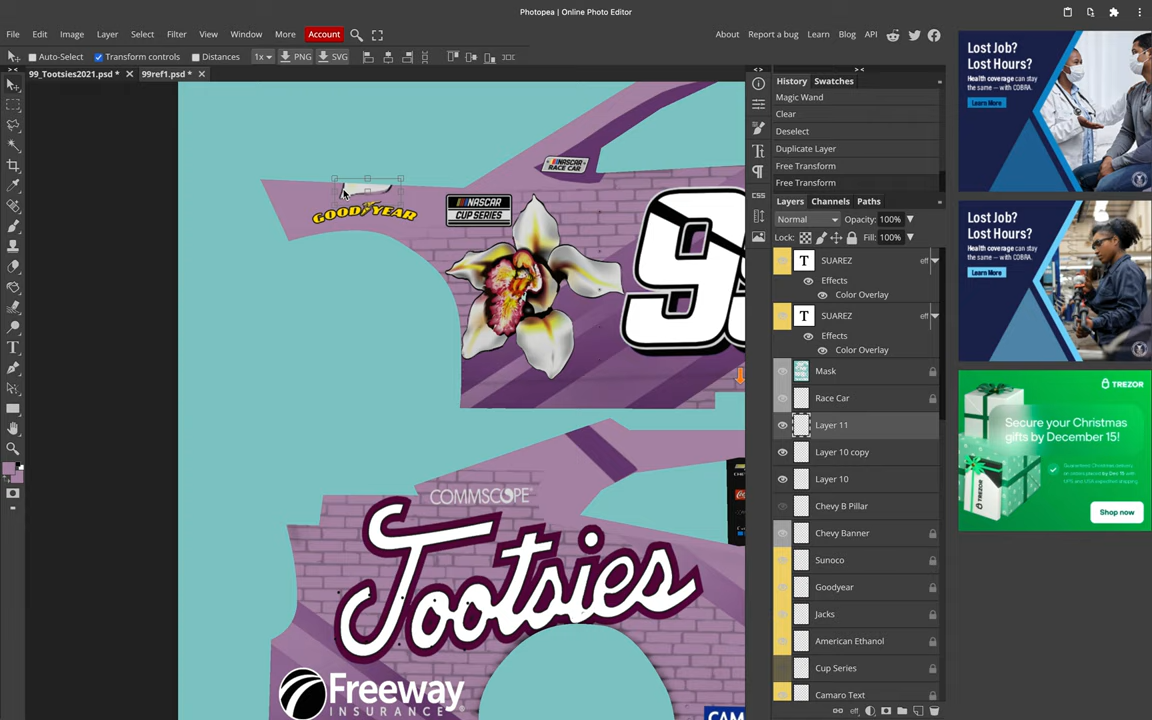 Photopea | Online Photo Editor
File Edit Image Layer Select Filter View Window More Account
About Report a bug Learn Blog API
Auto-Select Transform controls Distances 1x PNG SVG
99_Tootsies2021.psd * 99ref1.psd *
History Swatches
Magic Wand
Clear
Deselect
Duplicate Layer
Free Transform
Free Transform
CSS
Layers Channels Paths
Normal Opacity: 100%
Lock: Fill: 100%
T SUAREZ eff
Effects
Color Overlay
T SUAREZ eff
Effects
Color Overlay
Mask
Race Car
Layer 11
Layer 10 copy
Layer 10
Chevy B Pillar
Chevy Banner
Sunoco
Goodyear
Jacks
American Ethanol
Cup Series
Camaro Text
eff
NASCAR
RACE CAR
GOODYEAR
NASCAR
CUP SERIES
COMMSCOPE
Tootsies
Freeway
INSURANCE
Lost Job?
Lost Hours?
Health coverage can stay
the same – with COBRA.
Learn More
Lost Job?
Lost Hours?
Health coverage can stay
the same – with COBRA.
Learn More
TREZOR
Secure your Christmas
gifts by December 15!
Shop now
TREZOR